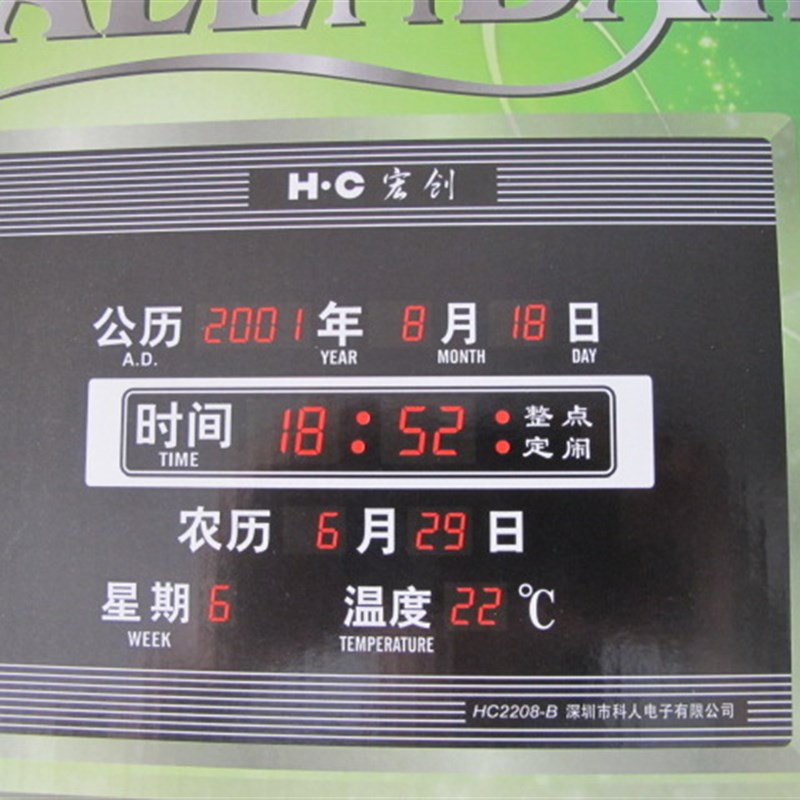 H·C 宏创
公历 2001 年 8 月 18 日
A.D. YEAR MONTH DAY
时间 18:52: 整点
TIME 定闹
农历 6 月 29 日
星期 6 温度 22 ℃
WEEK TEMPERATURE
HC2208-B 深圳市科人电子有限公司